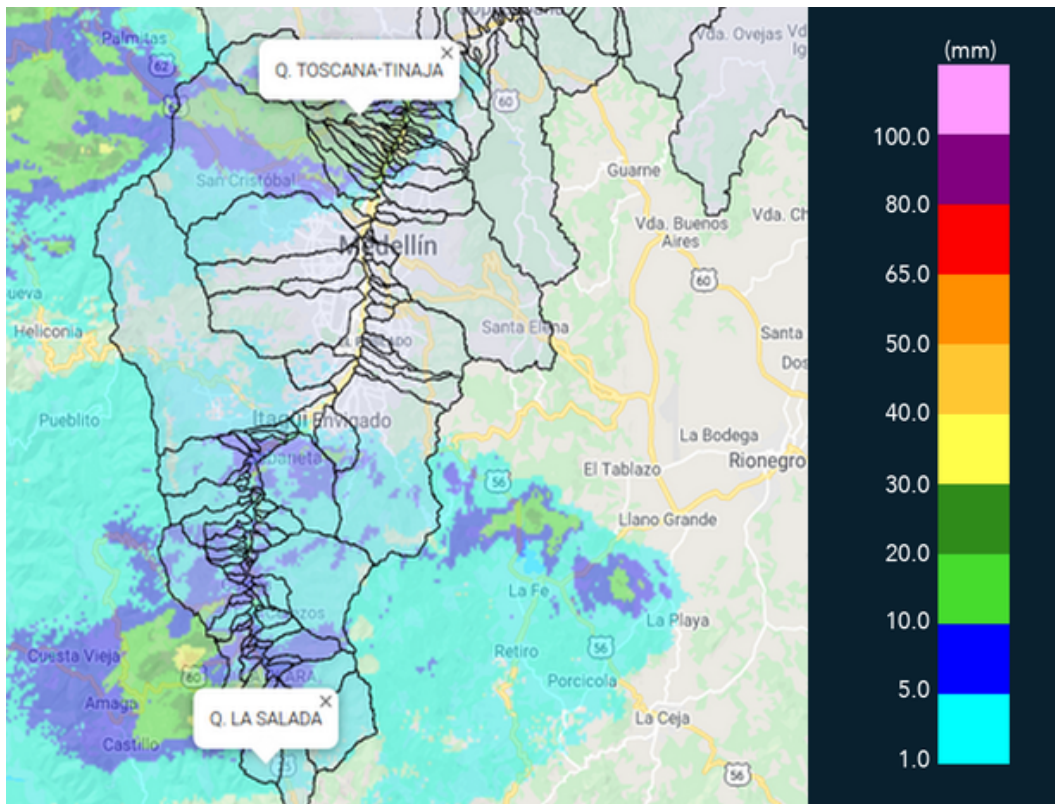 Palmitas
62
Q. TOSCANA-TINAJA
×
60
Vda. Ovejas
San Cristóbal
Guarne
Medellín
Vda. Buenos
Aires
Vda. Ch
60
Heliconia
Santa Elena
Santa
Dos
Pueblito
Itagüí
Envigado
La Bodega
Rionegro
El Tablazo
56
Llano Grande
La Fe
La Playa
Cuesta Vieja
60
Retiro
56
Porcicola
Amaga
Q. LA SALADA
×
Castillo
La Ceja
56
(mm)
100.0
80.0
65.0
50.0
40.0
30.0
20.0
10.0
5.0
1.0